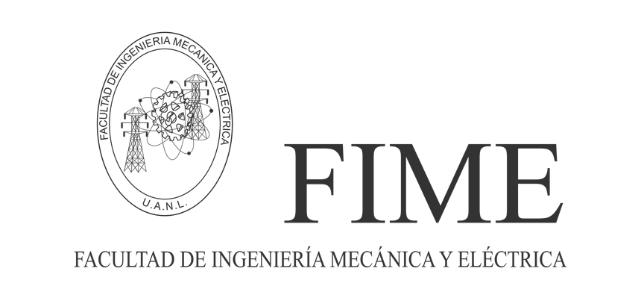 FACULTAD DE INGENIERIA MECANICA Y ELECTRICA
U.A.N.L.
FIME
FACULTAD DE INGENIERÍA MECÁNICA Y ELÉCTRICA